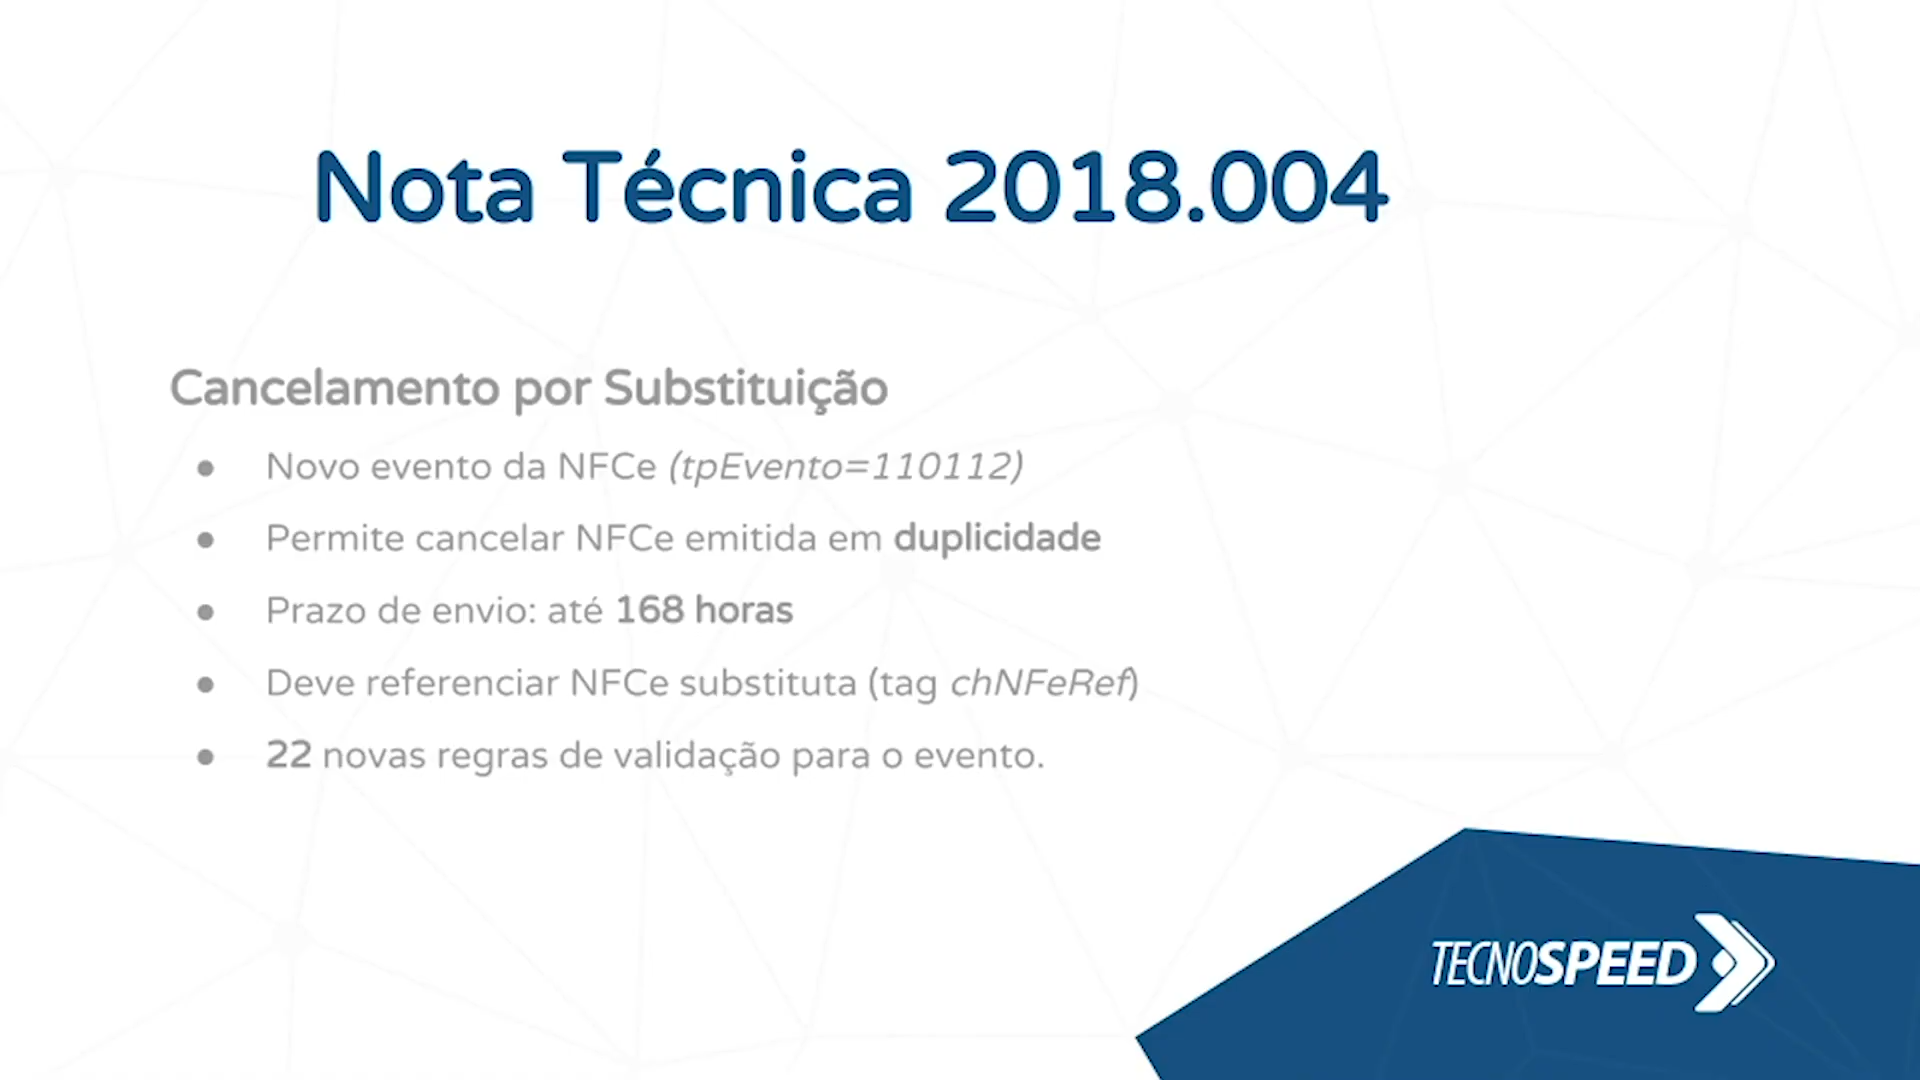 Nota Técnica 2018.004
Cancelamento por Substituição
● Novo evento da NFCe (tpEvento=110112)
● Permite cancelar NFCe emitida em duplicidade
● Prazo de envio: até 168 horas
● Deve referenciar NFCe substituta (tag chNFeRef)
● 22 novas regras de validação para o evento.
TECNOSPEED